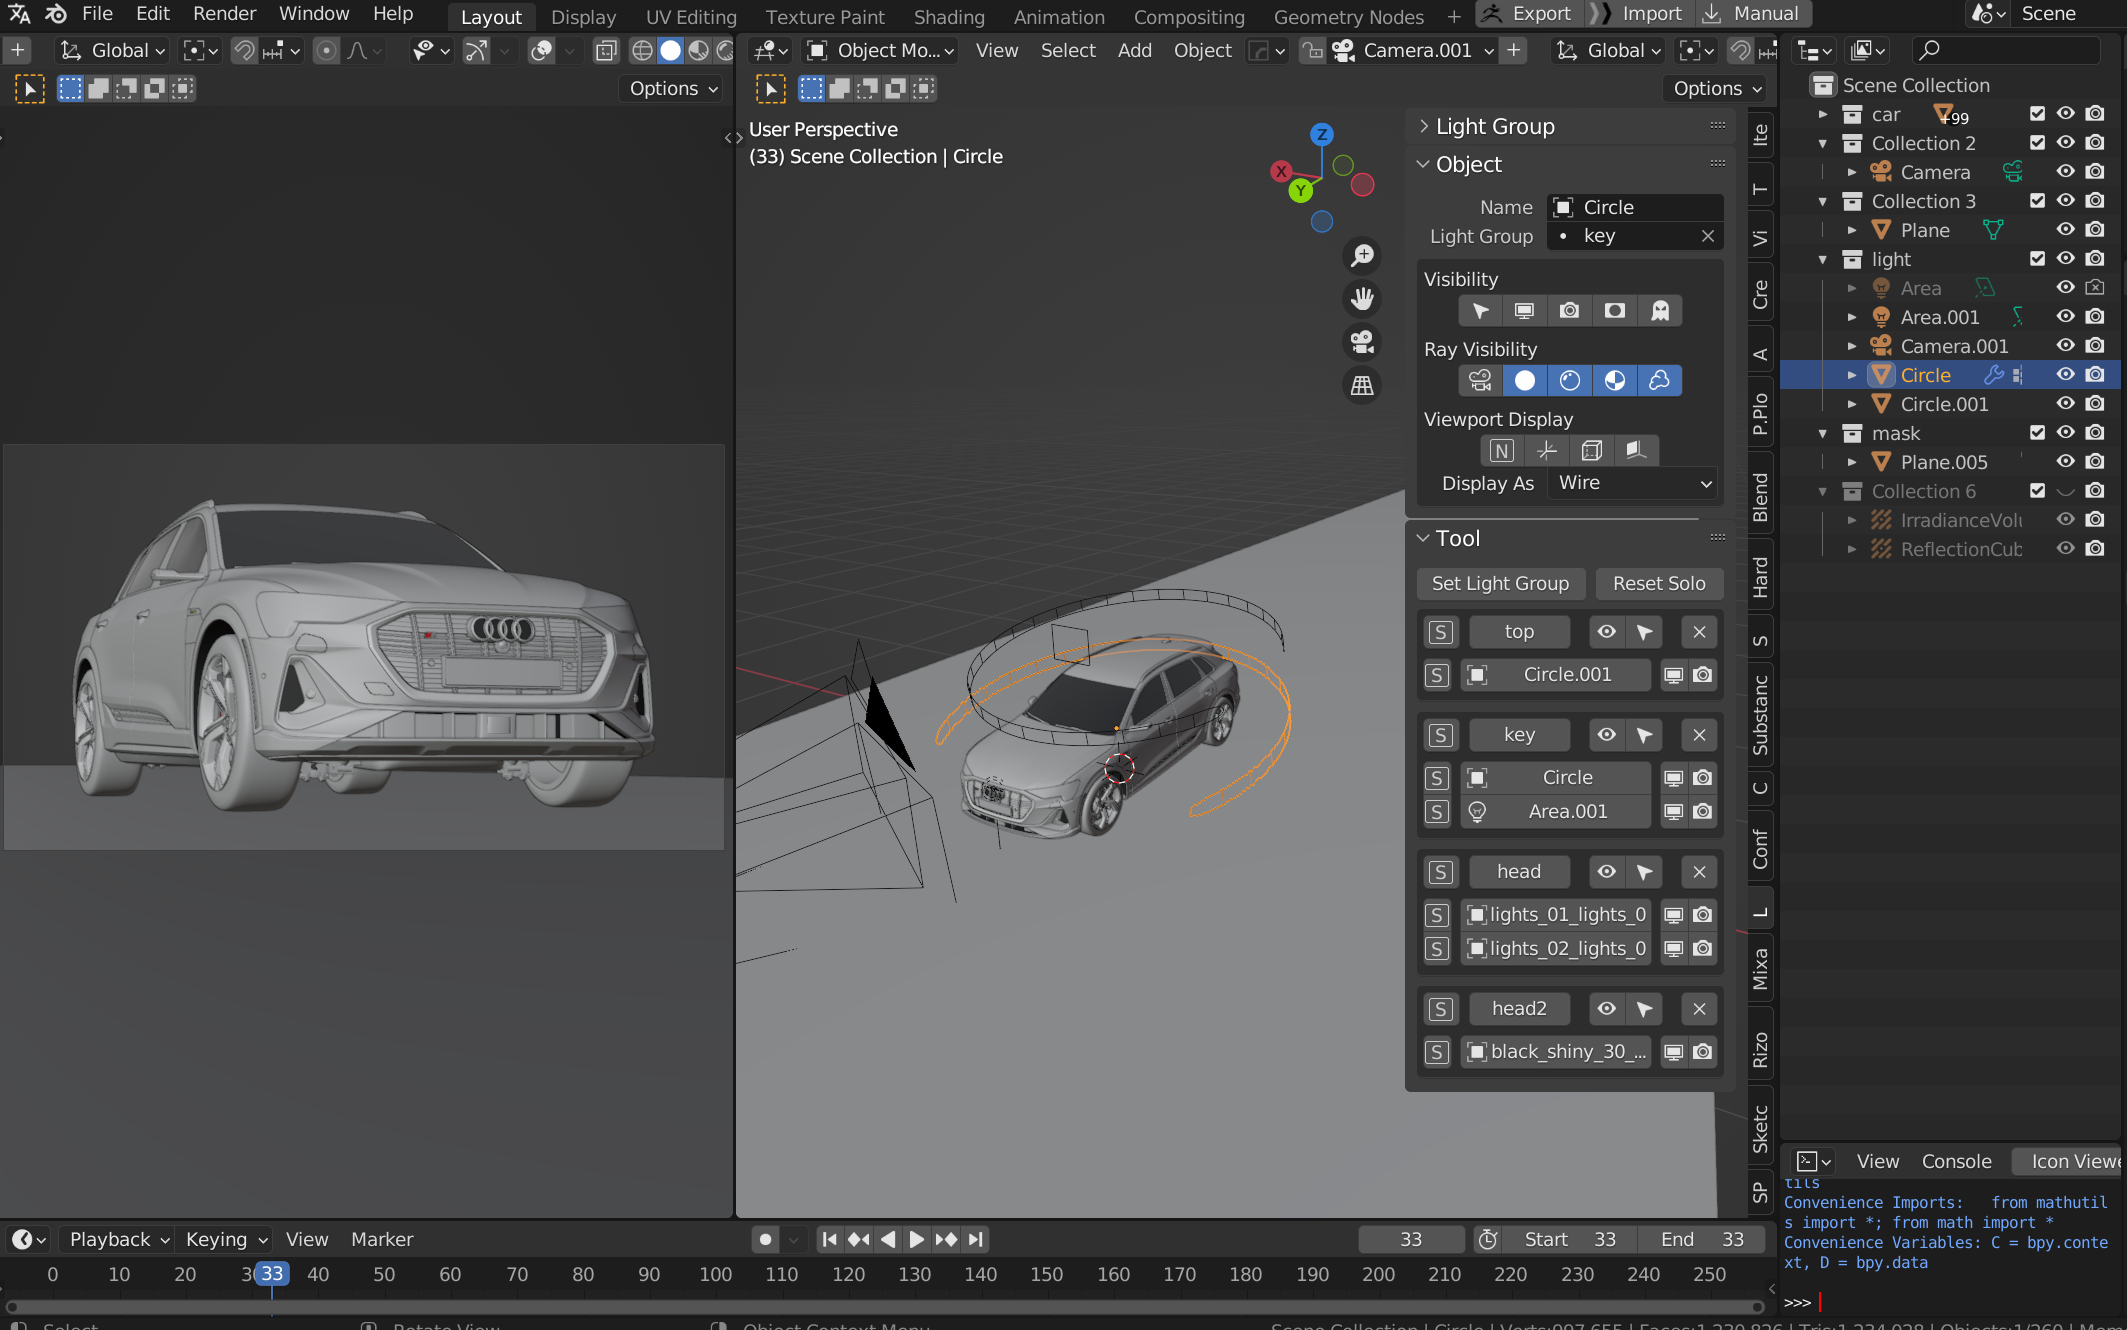 File Edit Render Window Help Layout Display UV Editing Texture Paint Shading Animation Compositing Geometry Nodes + Export Import Manual Scene
Global Object Mo... View Select Add Object Camera.001 Global
Options Options
User Perspective
(33) Scene Collection | Circle
Z
X
Y
Light Group
Object
Name Circle
Light Group key
Visibility
Ray Visibility
Viewport Display
N
Display As Wire
Tool
Set Light Group Reset Solo
S top
S Circle.001
S key
S Circle
S Area.001
S head
S lights_01_lights_0
S lights_02_lights_0
S head2
S black_shiny_30_...
Ite
T
Vi
Cre
A
P.Plo
Blend
Hard
S
Substanc
C
Conf
L
Mixa
Rizo
Sketc
SP
Scene Collection
car +99
Collection 2
Camera
Collection 3
Plane
light
Area
Area.001
Camera.001
Circle
Circle.001
mask
Plane.005
Collection 6
IrradianceVolu
ReflectionCub
View Console Icon Viewe
tils
Convenience Imports: from mathutil
s import *; from math import *
Convenience Variables: C = bpy.conte
xt, D = bpy.data
>>>
Playback Keying View Marker 33 Start 33 End 33
0 10 20 33 40 50 60 70 80 90 100 110 120 130 140 150 160 170 180 190 200 210 220 230 240 250
Select Rotate View Object Context Menu Scene Collection | Circle | Verts:997,655 | Faces:1,230,826 | Tris:1,234,028 | Objects:1/260 | Mem